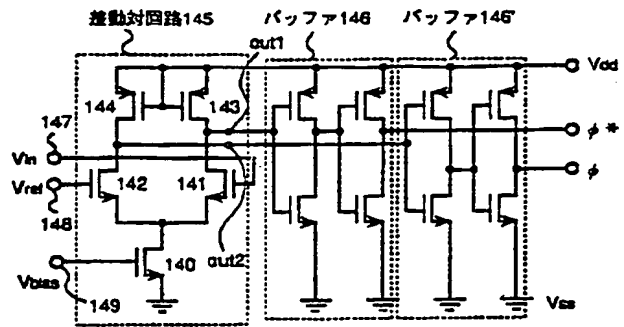 差動対回路145
バッファ146
バッファ146'
out1
Vdd
144
143
147
Vin
φ*
φ
Vref
142
141
148
140
out2
Vbias
149
Vss